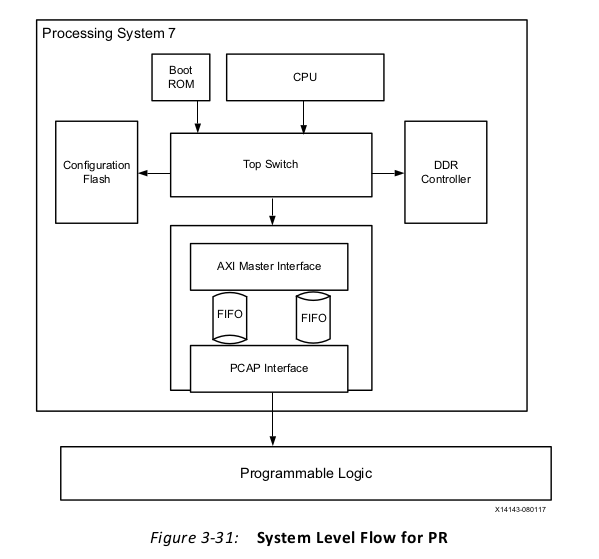 Processing System 7
Boot
ROM
CPU
Configuration
Flash
Top Switch
DDR
Controller
AXI Master Interface
FIFO
FIFO
PCAP Interface
Programmable Logic
X14143-080117
Figure 3-31: System Level Flow for PR